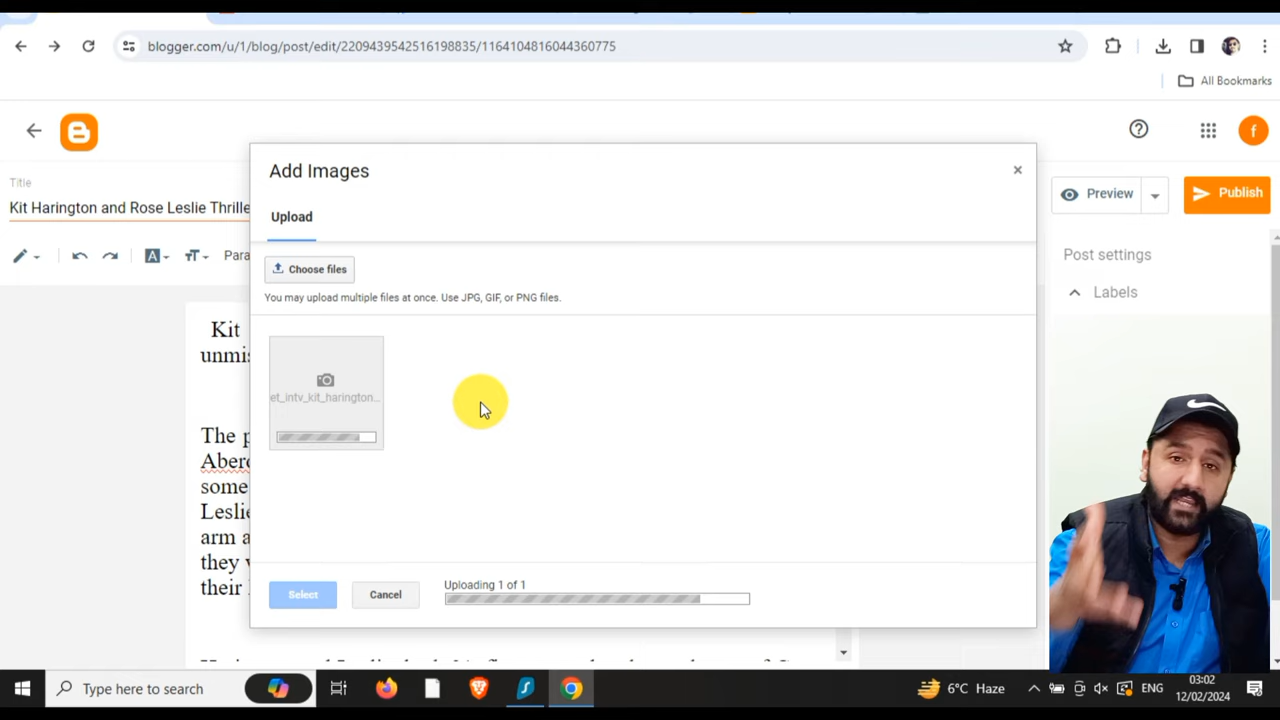 blogger.com/u/1/blog/post/edit/2209439542516198835/1164104816044360775
All Bookmarks
f
Title
Kit Harington and Rose Leslie Thrille
Preview
Publish
Para
Add Images
Upload
Choose files
You may upload multiple files at once. Use JPG, GIF, or PNG files.
et_intv_kit_harington...
Uploading 1 of 1
Select
Cancel
Post settings
Labels
Kit
unmis
The p
Aberd
some
Leslie
arm a
they v
their
Type here to search
6°C Haze
ENG
03:02
12/02/2024